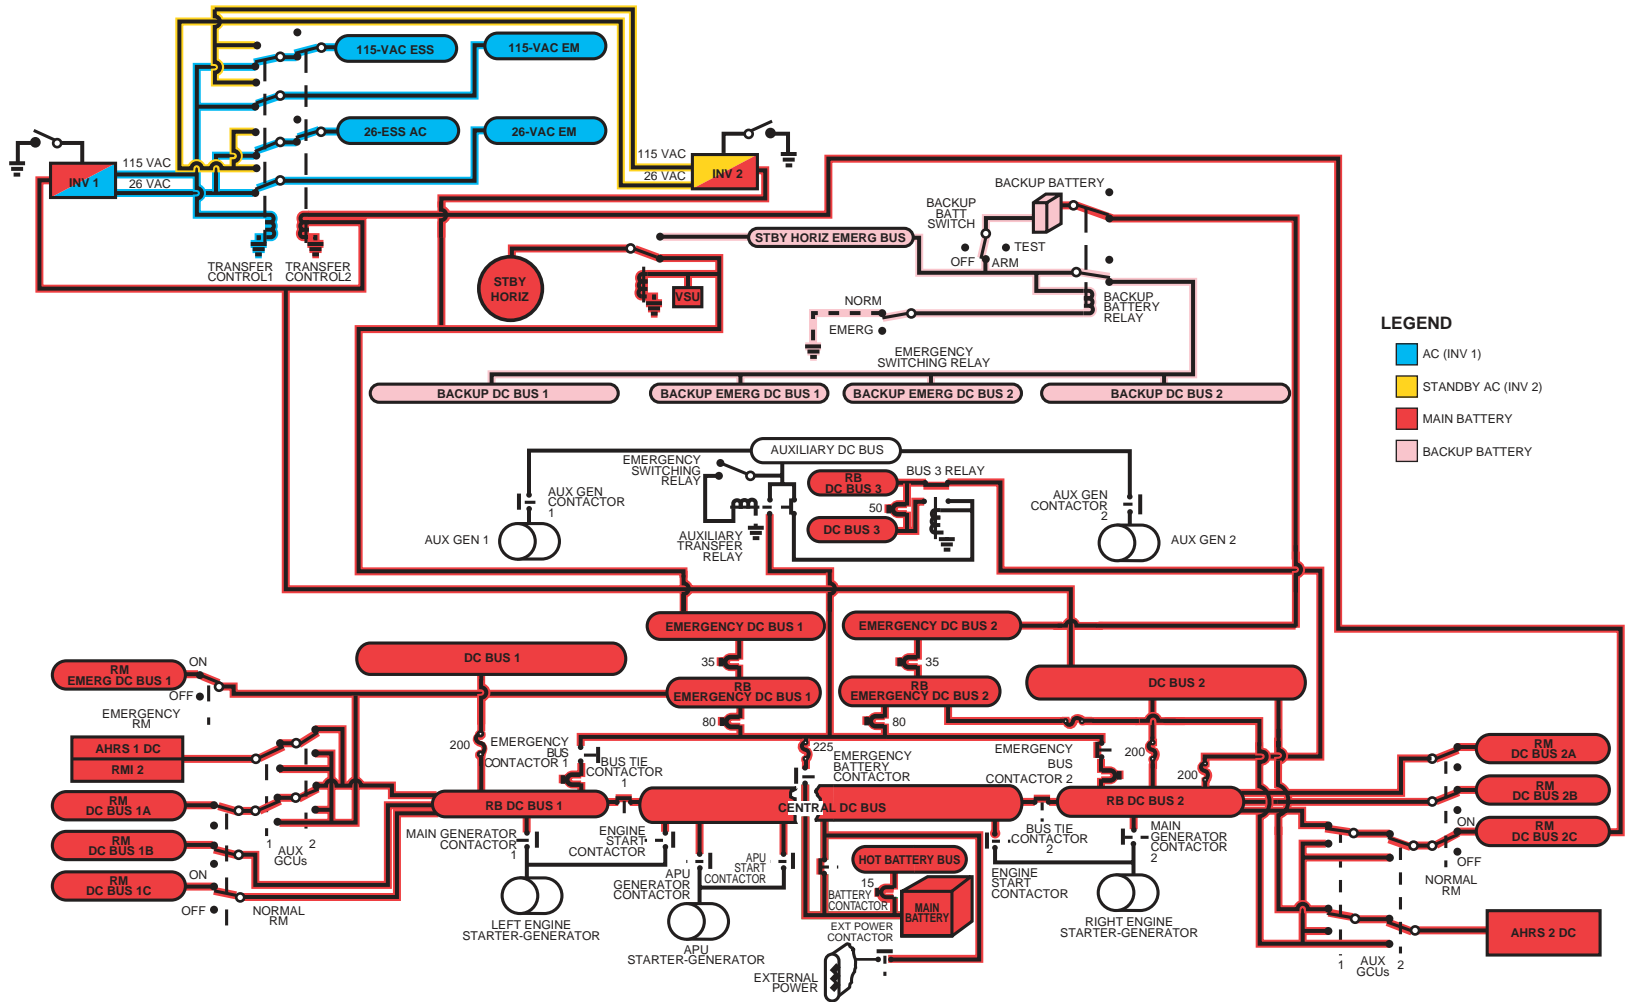 115-VAC ESS
115-VAC EM
26-ESS AC
26-VAC EM
115 VAC
26 VAC
INV 1
115 VAC
26 VAC
INV 2
TRANSFER
CONTROL1
TRANSFER
CONTROL2
STBY
HORIZ
VSU
STBY HORIZ EMERG BUS
BACKUP BATTERY
BACKUP
BATT
SWITCH
TEST
OFF
ARM
NORM
EMERG
BACKUP
BATTERY
RELAY
EMERGENCY
SWITCHING RELAY
LEGEND
AC (INV 1)
STANDBY AC (INV 2)
MAIN BATTERY
BACKUP BATTERY
BACKUP DC BUS 1
BACKUP EMERG DC BUS 1
BACKUP EMERG DC BUS 2
BACKUP DC BUS 2
AUXILIARY DC BUS
EMERGENCY
SWITCHING
RELAY
RB
DC BUS 3
BUS 3 RELAY
50
DC BUS 3
AUX GEN
CONTACTOR
1
AUX GEN 1
AUXILIARY
TRANSFER
RELAY
AUX GEN
CONTACTOR
2
AUX GEN 2
EMERGENCY DC BUS 1
EMERGENCY DC BUS 2
35
35
DC BUS 1
DC BUS 2
RB
EMERGENCY DC BUS 1
RB
EMERGENCY DC BUS 2
80
80
RM
EMERG DC BUS 1
ON
OFF
EMERGENCY
RM
AHRS 1 DC
RMI 2
RM
DC BUS 1A
RM
DC BUS 1B
RM
DC BUS 1C
1
2
AUX
GCUs
ON
OFF
NORMAL
RM
200
EMERGENCY
BUS
CONTACTOR 1
BUS TIE
CONTACTOR
1
225
EMERGENCY
BATTERY
CONTACTOR
EMERGENCY
BUS
CONTACTOR 2
200
200
RB DC BUS 1
CENTRAL DC BUS
RB DC BUS 2
MAIN GENERATOR
CONTACTOR
1
ENGINE
START
CONTACTOR
APU
GENERATOR
CONTACTOR
APU
START
CONTACTOR
HOT BATTERY BUS
15
BATTERY
CONTACTOR
MAIN
BATTERY
BUS TIE
CONTACTOR
2
MAIN
GENERATOR
CONTACTOR
2
ENGINE
START
CONTACTOR
LEFT ENGINE
STARTER-GENERATOR
APU
STARTER-GENERATOR
EXT POWER
CONTACTOR
EXTERNAL
POWER
RIGHT ENGINE
STARTER-GENERATOR
RM
DC BUS 2A
RM
DC BUS 2B
RM
DC BUS 2C
ON
OFF
NORMAL
RM
1
2
1
2
AUX
GCUs
AHRS 2 DC